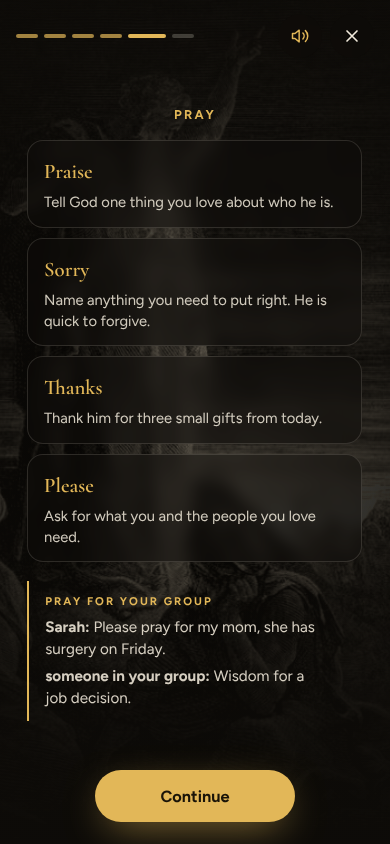 PRAY
Praise
Tell God one thing you love about who he is.
Sorry
Name anything you need to put right. He is
quick to forgive.
Thanks
Thank him for three small gifts from today.
Please
Ask for what you and the people you love
need.
PRAY FOR YOUR GROUP
Sarah: Please pray for my mom, she has
surgery on Friday.
someone in your group: Wisdom for a
job decision.
Continue